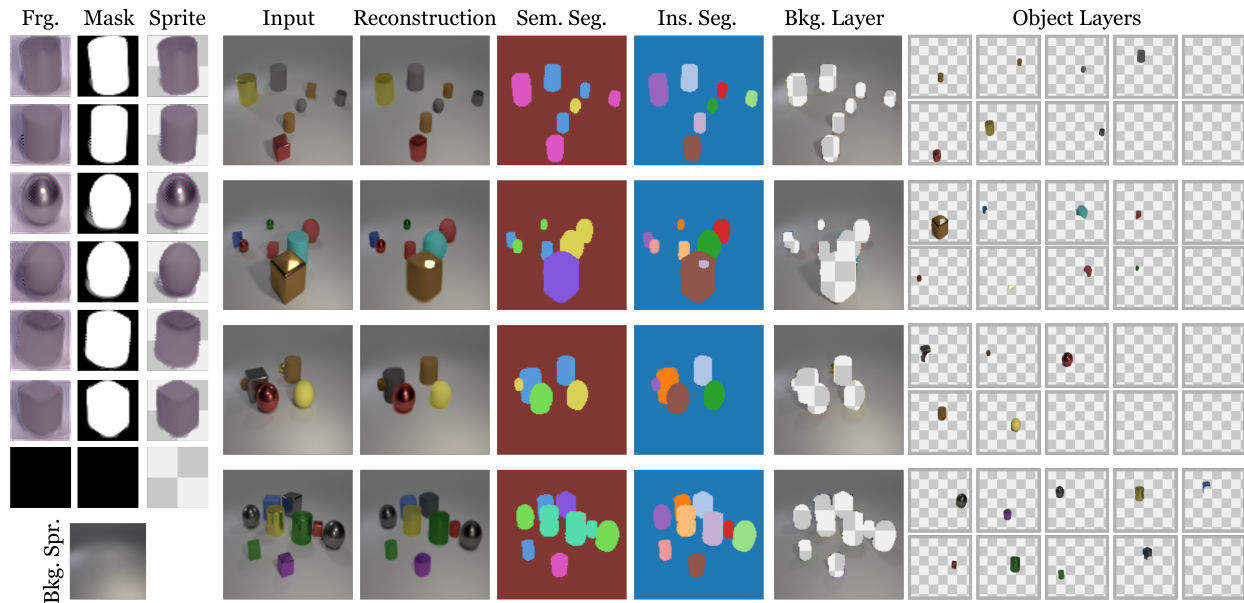 Frg. Mask Sprite Input Reconstruction Sem. Seg. Ins. Seg. Bkg. Layer Object Layers
Bkg. Spr.